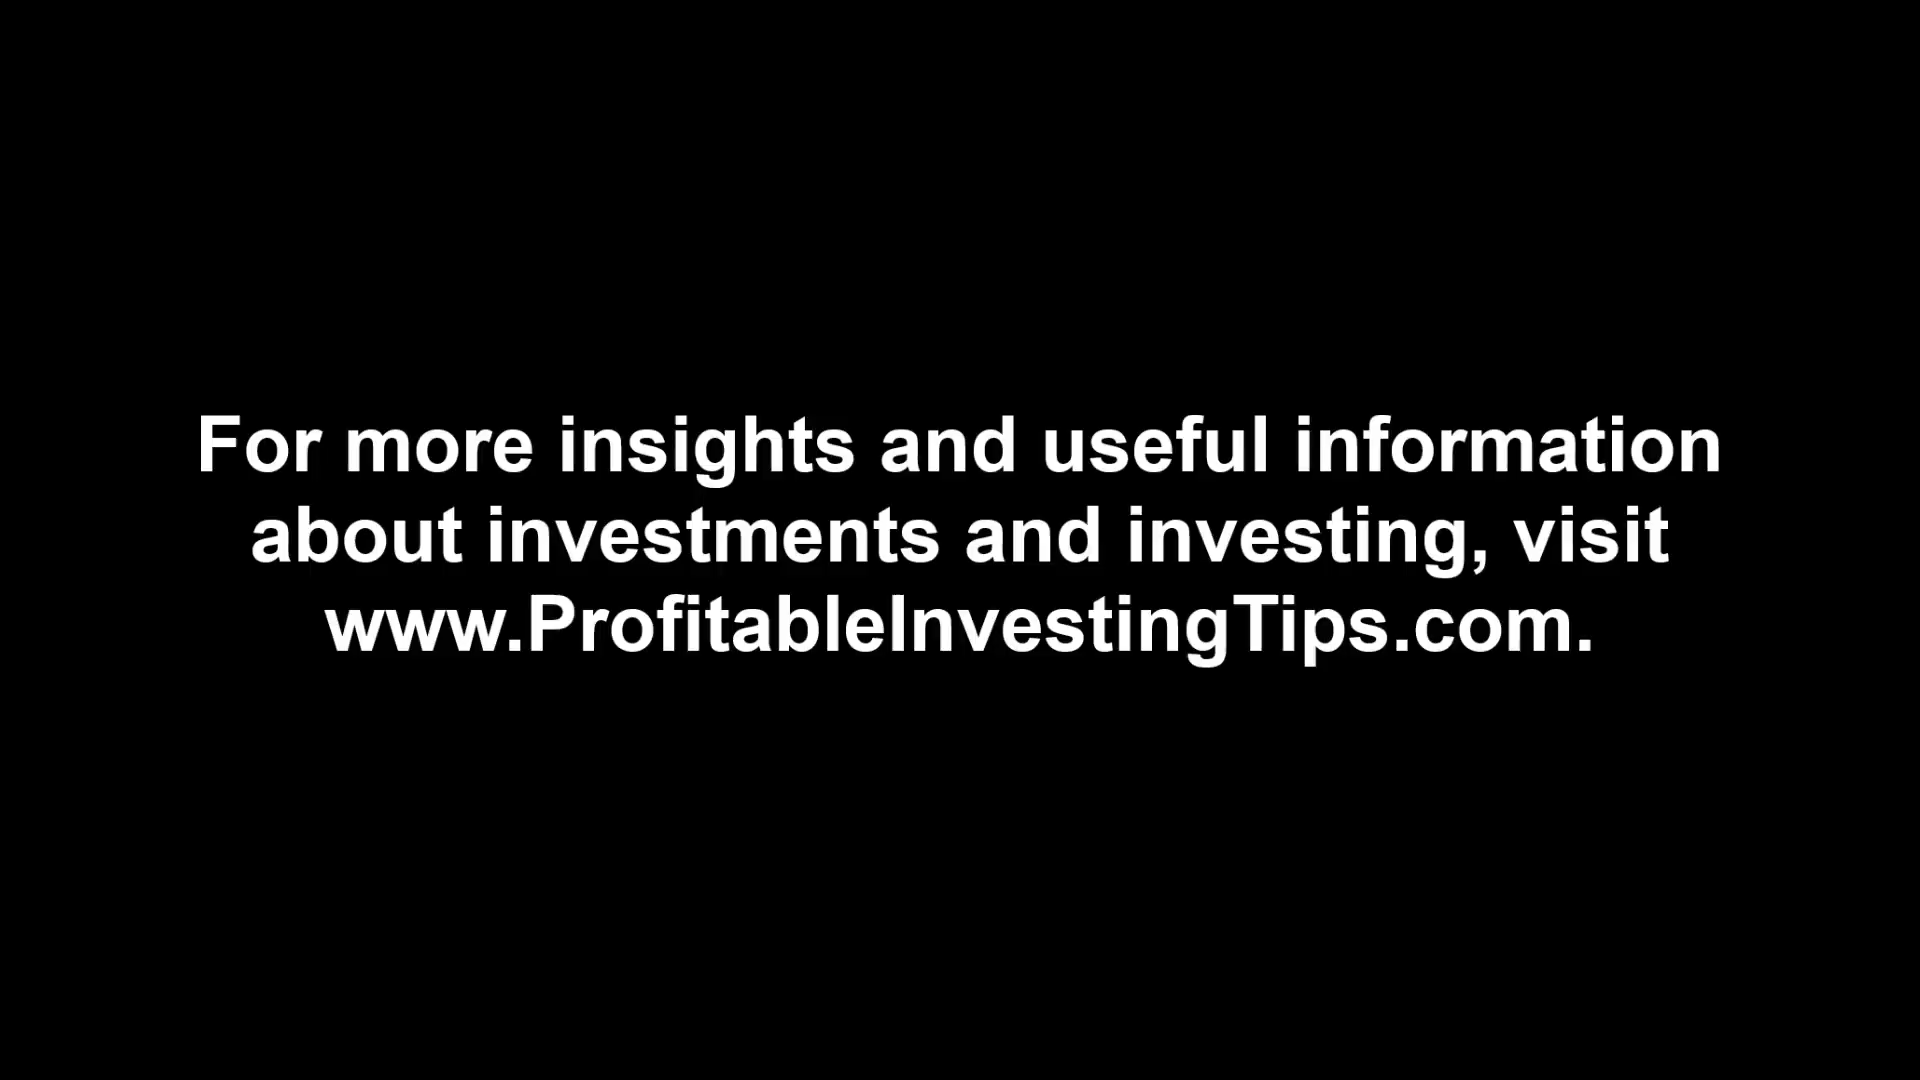 For more insights and useful information
about investments and investing, visit
www.ProfitableInvestingTips.com.